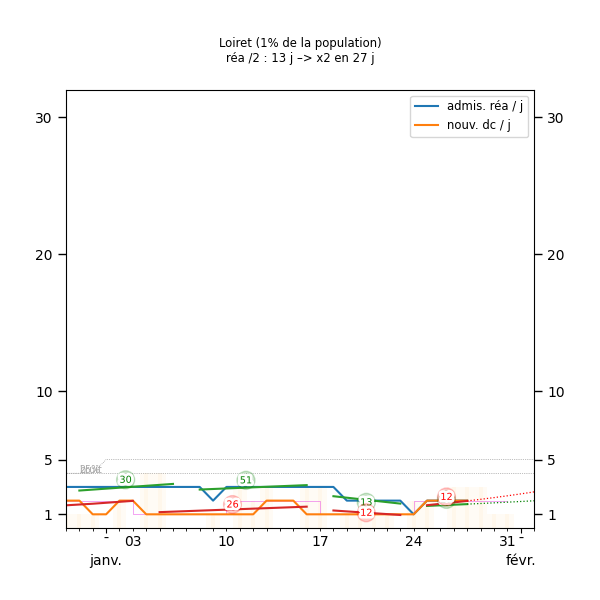 Loiret (1% de la population)
réa /2 : 13 j –> x2 en 27 j
admis. réa / j
nouv. dc / j
30 30
20 20
10 10
5 5
1 1
30 51 26 13 12 12
03 10 17 24 31
janv. févr.